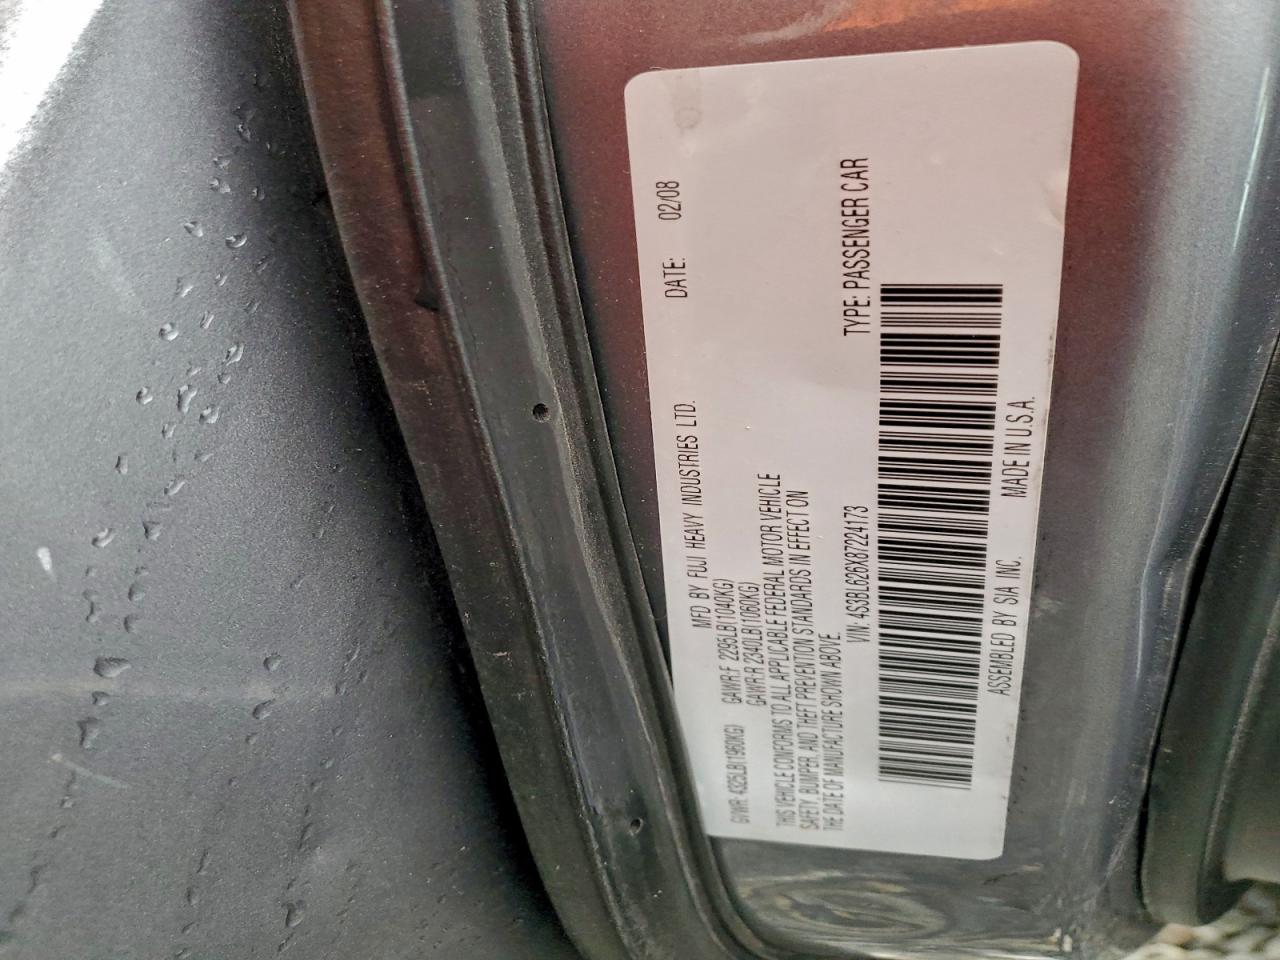 MFD BY FUJI HEAVY INDUSTRIES LTD. DATE: 02/08
GVWR: 4325LB(1960KG) GAWR:F 2295LB(1040KG)
GAWR:R 2340LB(1060KG)
THIS VEHICLE CONFORMS TO ALL APPLICABLE FEDERAL MOTOR VEHICLE
SAFETY, BUMPER, AND THEFT PREVENTION STANDARDS IN EFFECT ON
THE DATE OF MANUFACTURE SHOWN ABOVE.
VIN: 4S3BL626X87224173 TYPE: PASSENGER CAR
ASSEMBLED BY SIA INC. MADE IN U.S.A.